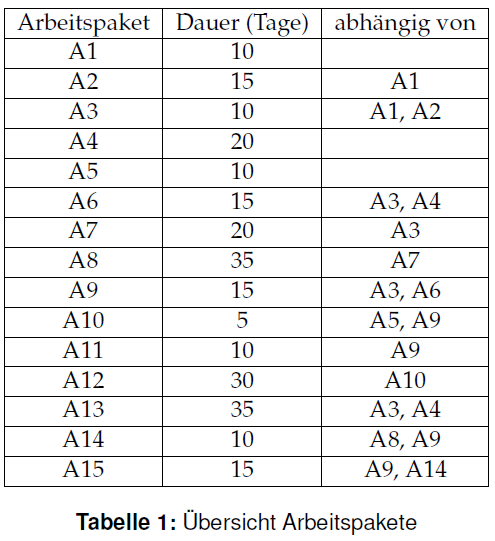 Arbeitspaket Dauer (Tage) abhängig von
A1 10
A2 15 A1
A3 10 A1, A2
A4 20
A5 10
A6 15 A3, A4
A7 20 A3
A8 35 A7
A9 15 A3, A6
A10 5 A5, A9
A11 10 A9
A12 30 A10
A13 35 A3, A4
A14 10 A8, A9
A15 15 A9, A14
Tabelle 1: Übersicht Arbeitspakete